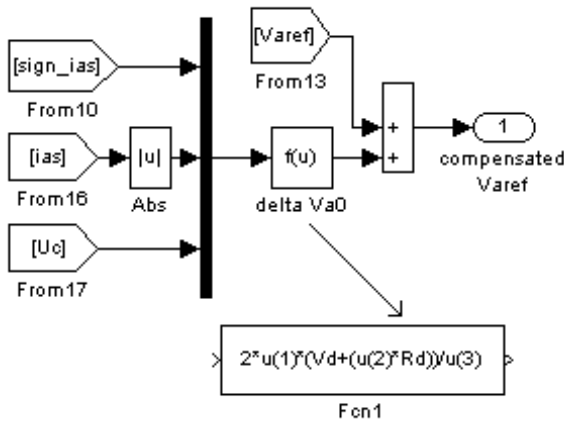 [sign_ias]
From10
[Varef]
From13
[ias]
From16
|u|
Abs
f(u)
delta Va0
+
+
1
compensated
Varef
[Uc]
From17
2*u(1)*(Vd+(u(2)*Rd))/u(3)
Fcn1